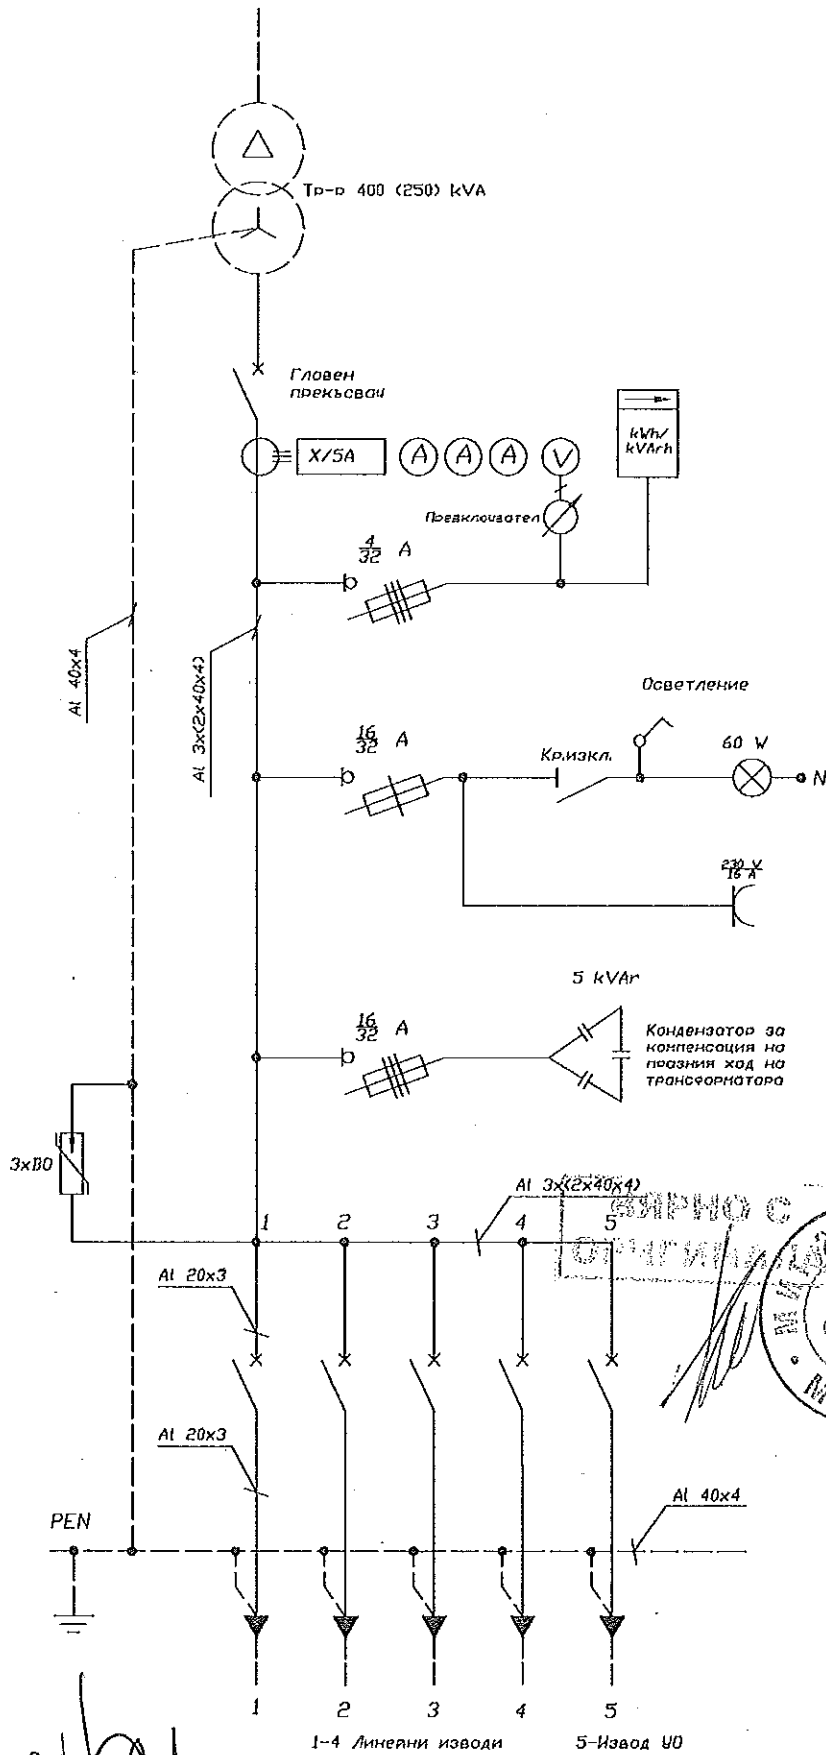 Тр-р 400 (250) kVA
Главен
прекъсвач
X/5A
A
A
A
V
kWh/
kVArh
Превключвател
4
32
A
Al 40x4
Al 3x(2x40x4)
Осветление
16
32
A
Кр.изкл.
60 W
N
230 V
16 A
5 kVAr
16
32
A
Кондензатор за
компенсация на
празния ход на
трансформатора
3xВО
Al 3x(2x40x4)
ВЯРНО С
ОРИГИНАЛА
1
2
3
4
5
Al 20x3
Al 20x3
Al 40x4
PEN
1
2
3
4
5
1-4 Линейни изводи
5-Извод УО